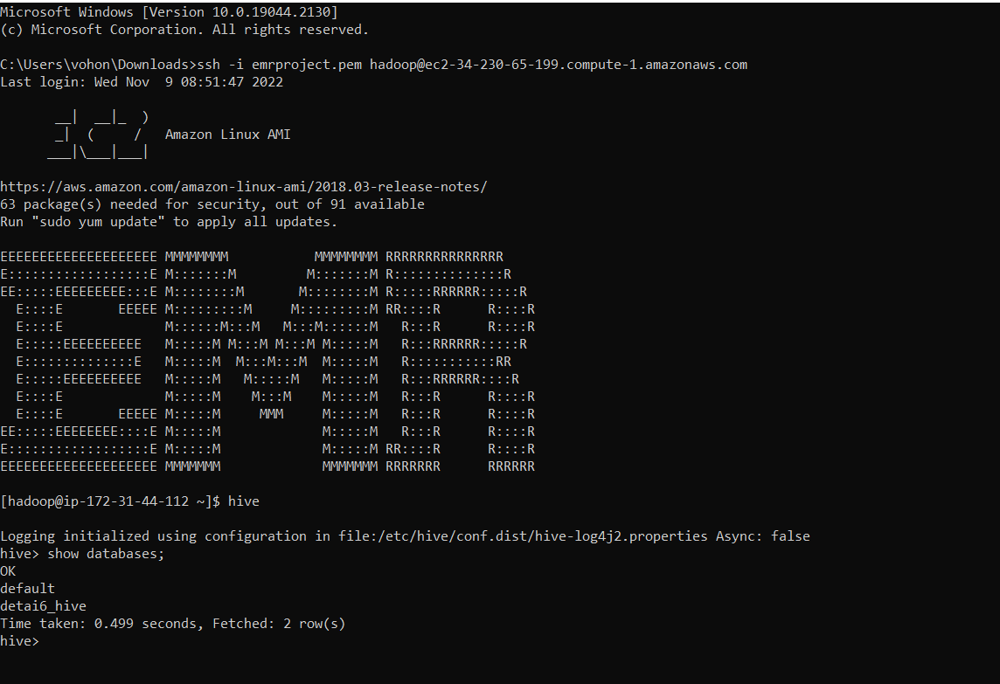 Microsoft Windows [Version 10.0.19044.2130]
(c) Microsoft Corporation. All rights reserved.

C:\Users\vohon\Downloads>ssh -i emrproject.pem hadoop@ec2-34-230-65-199.compute-1.amazonaws.com
Last login: Wed Nov  9 08:51:47 2022

       __|  __|_  )
       _|  (     /   Amazon Linux AMI
      ___|\___|___|

https://aws.amazon.com/amazon-linux-ami/2018.03-release-notes/
63 package(s) needed for security, out of 91 available
Run "sudo yum update" to apply all updates.

EEEEEEEEEEEEEEEEEEEE MMMMMMMM           MMMMMMMM RRRRRRRRRRRRRRR
E::::::::::::::::::E M:::::::M         M:::::::M R::::::::::::::R
EE:::::EEEEEEEEE:::E M::::::::M       M::::::::M R:::::RRRRRR:::::R
  E::::E       EEEEE M:::::::::M     M:::::::::M RR::::R      R::::R
  E::::E             M::::::M:::M   M:::M::::::M   R:::R      R::::R
  E:::::EEEEEEEEEE   M:::::M M:::M M:::M M:::::M   R:::RRRRRR:::::R
  E::::::::::::::E   M:::::M  M:::M:::M  M:::::M   R:::::::::::RR
  E:::::EEEEEEEEEE   M:::::M   M:::::M   M:::::M   R:::RRRRRR::::R
  E::::E             M:::::M    M:::M    M:::::M   R:::R      R::::R
  E::::E       EEEEE M:::::M     MMM     M:::::M   R:::R      R::::R
EE:::::EEEEEEEE::::E M:::::M             M:::::M   R:::R      R::::R
E::::::::::::::::::E M:::::M             M:::::M RR::::R      R::::R
EEEEEEEEEEEEEEEEEEEE MMMMMMM             MMMMMMM RRRRRRR      RRRRRR

[hadoop@ip-172-31-44-112 ~]$ hive

Logging initialized using configuration in file:/etc/hive/conf.dist/hive-log4j2.properties Async: false
hive> show databases;
OK
default
detai6_hive
Time taken: 0.499 seconds, Fetched: 2 row(s)
hive>